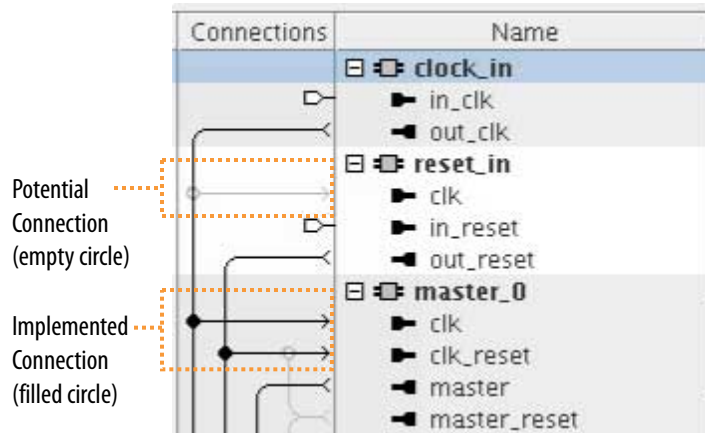 Connections Name
clock_in
in_clk
out_clk
reset_in
Potential
Connection
(empty circle)
clk
in_reset
out_reset
master_0
Implemented
Connection
(filled circle)
clk
clk_reset
master
master_reset